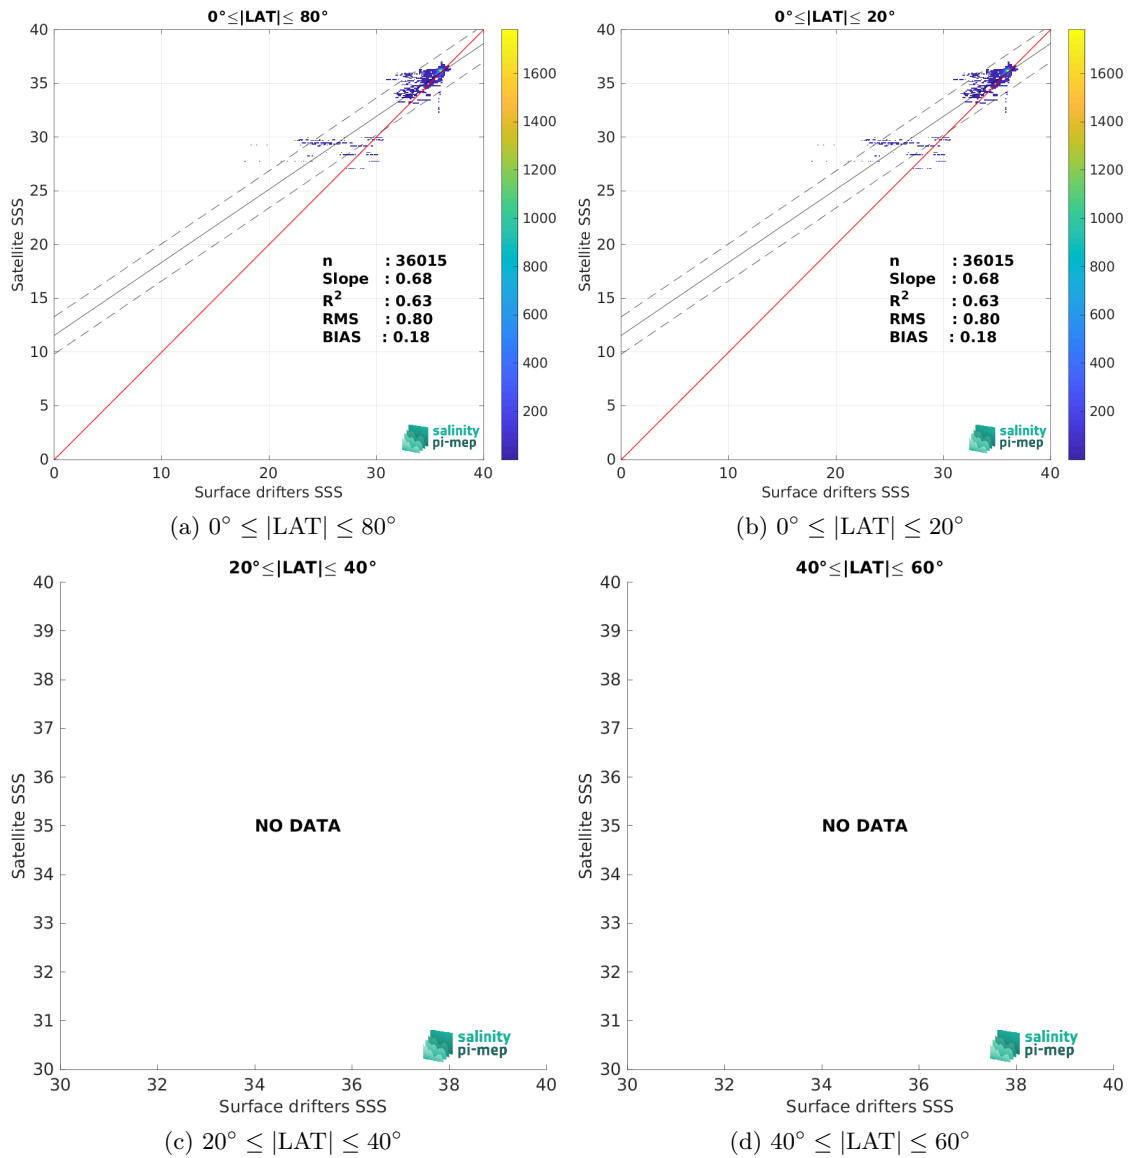 0°≤|LAT|≤ 80°
40
35
30
25
20
15
10
5
0
Satellite SSS
n : 36015
Slope : 0.68
R² : 0.63
RMS : 0.80
BIAS : 0.18
salinity
pi-mep
0 10 20 30 40
Surface drifters SSS
1600
1400
1200
1000
800
600
400
200
(a) 0° ≤ |LAT| ≤ 80°
0°≤|LAT|≤ 20°
40
35
30
25
20
15
10
5
0
Satellite SSS
n : 36015
Slope : 0.68
R² : 0.63
RMS : 0.80
BIAS : 0.18
salinity
pi-mep
0 10 20 30 40
Surface drifters SSS
1600
1400
1200
1000
800
600
400
200
(b) 0° ≤ |LAT| ≤ 20°
20°≤|LAT|≤ 40°
40
39
38
37
36
35
34
33
32
31
30
Satellite SSS
NO DATA
salinity
pi-mep
30 32 34 36 38 40
Surface drifters SSS
(c) 20° ≤ |LAT| ≤ 40°
40°≤|LAT|≤ 60°
40
39
38
37
36
35
34
33
32
31
30
Satellite SSS
NO DATA
salinity
pi-mep
30 32 34 36 38 40
Surface drifters SSS
(d) 40° ≤ |LAT| ≤ 60°